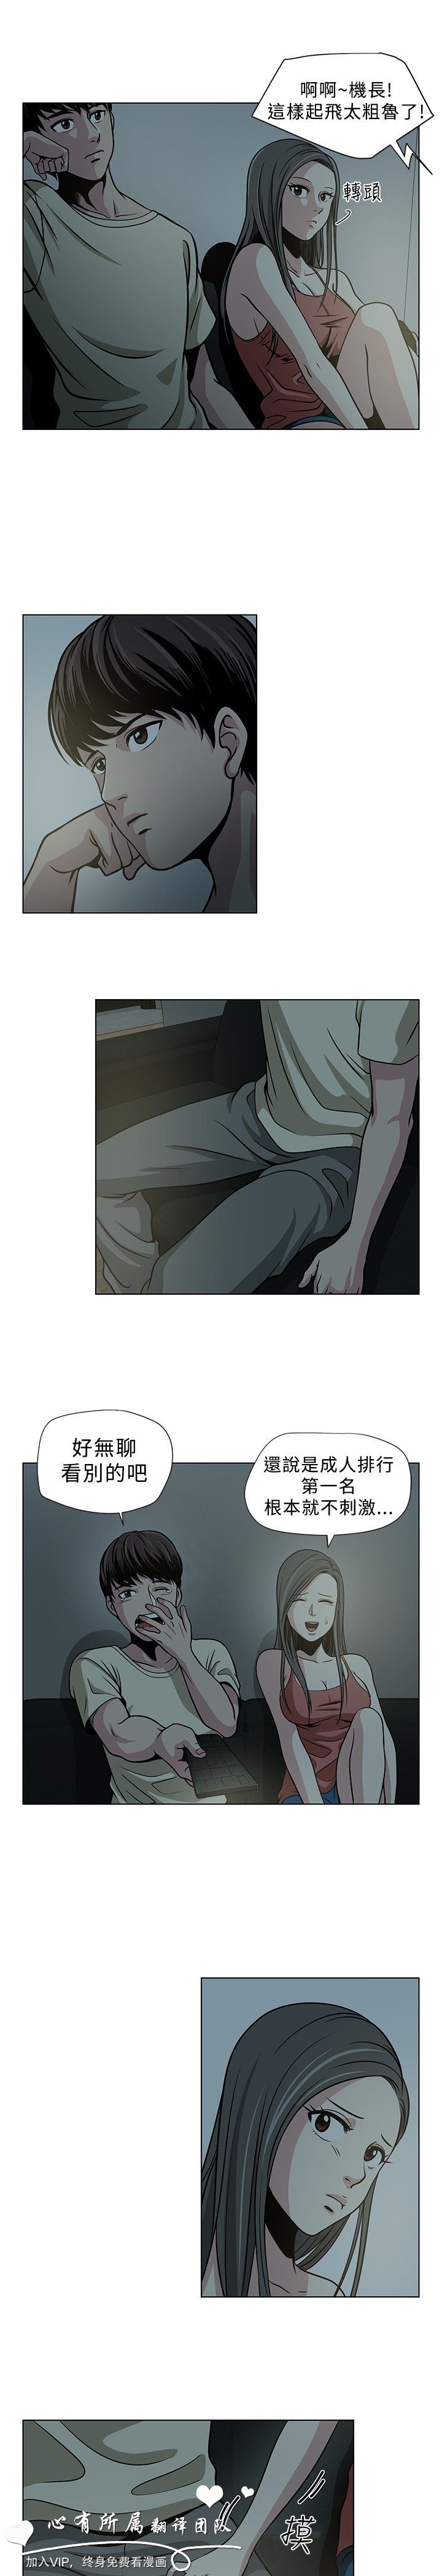 啊啊~機長!
這樣起飛太粗魯了!
轉頭
好無聊
看別的吧
還說是成人排行
第一名
根本就不刺激...
摸
心有所属翻译团队
加入VIP，终身免费看漫画